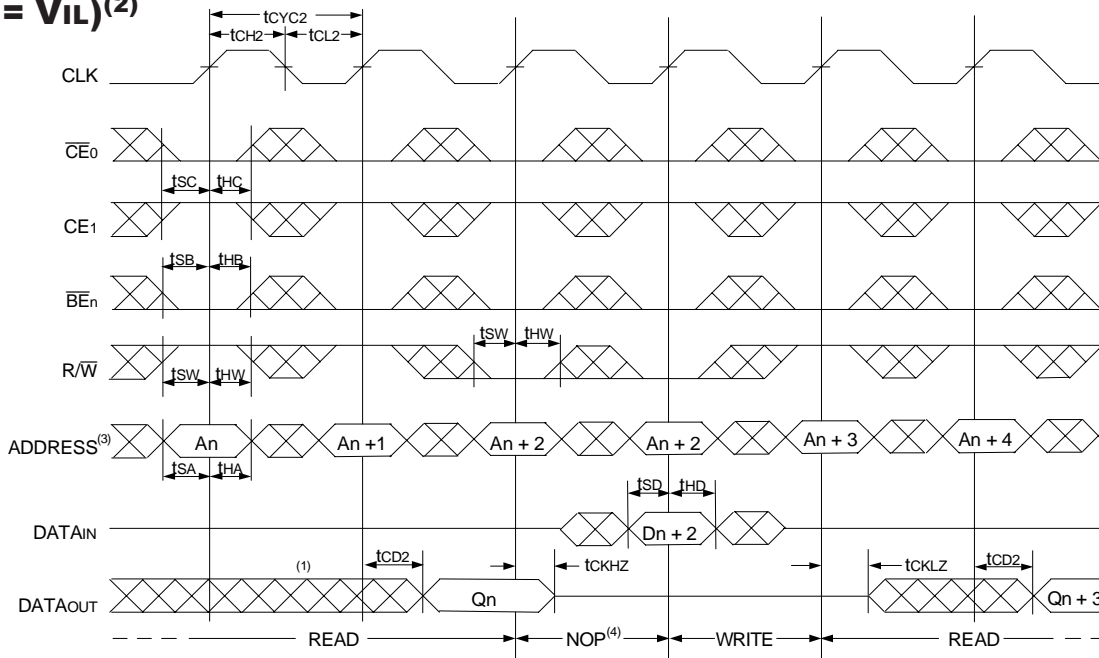 = VIL)(2)
tCYC2
tCH2 tCL2
CLK
CE0
tSC tHC
CE1
tSB tHB
BEn
tSW tHW
R/W
tSW tHW
ADDRESS(3) An An +1 An + 2 An + 2 An + 3 An + 4
tSA tHA
tSD tHD
DATAIN Dn + 2
tCD2 tCKHZ tCKLZ tCD2
(1)
DATAOUT Qn Qn + 3
READ NOP(4) WRITE READ